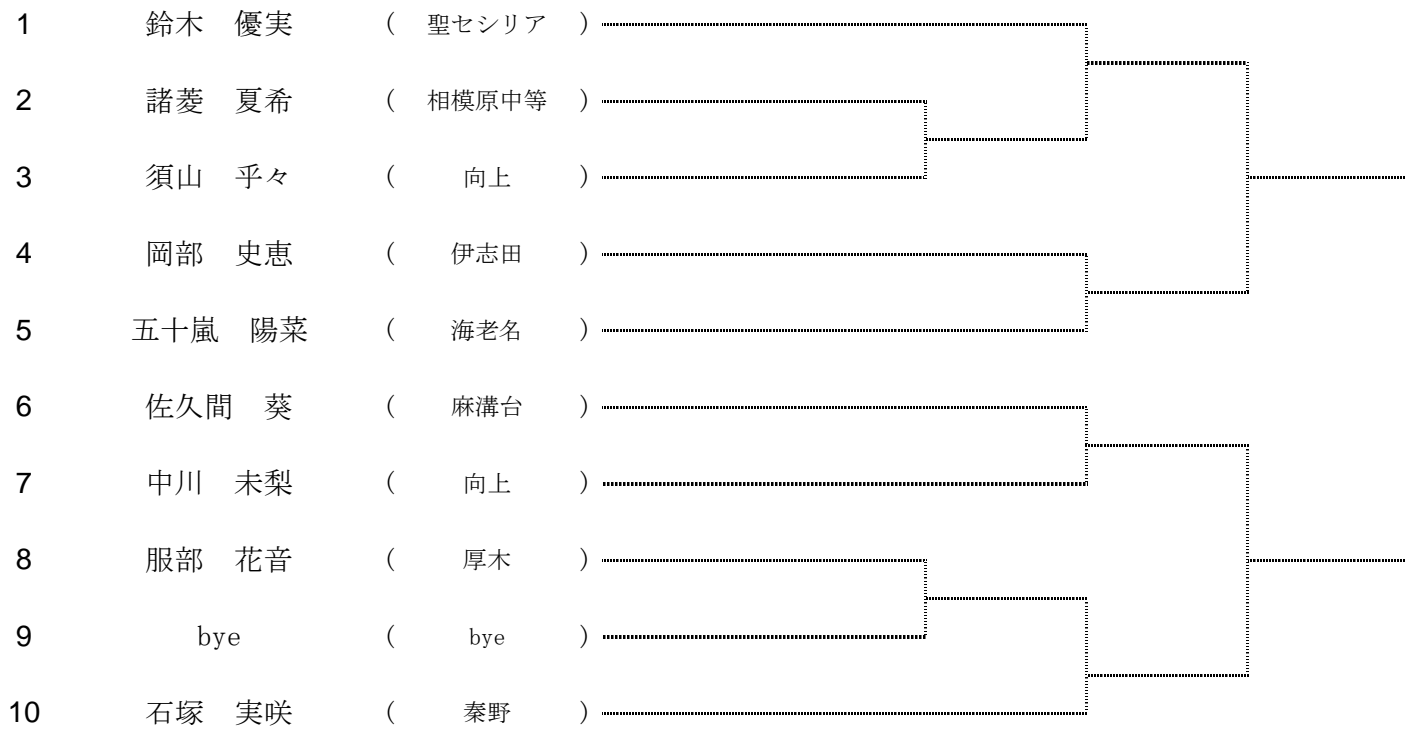 1 鈴木　優実 （ 聖セシリア ）
2 諸菱　夏希 （ 相模原中等 ）
3 須山　乎々 （ 向上 ）
4 岡部　史恵 （ 伊志田 ）
5 五十嵐　陽菜 （ 海老名 ）
6 佐久間　葵 （ 麻溝台 ）
7 中川　未梨 （ 向上 ）
8 服部　花音 （ 厚木 ）
9 bye （ bye ）
10 石塚　実咲 （ 秦野 ）